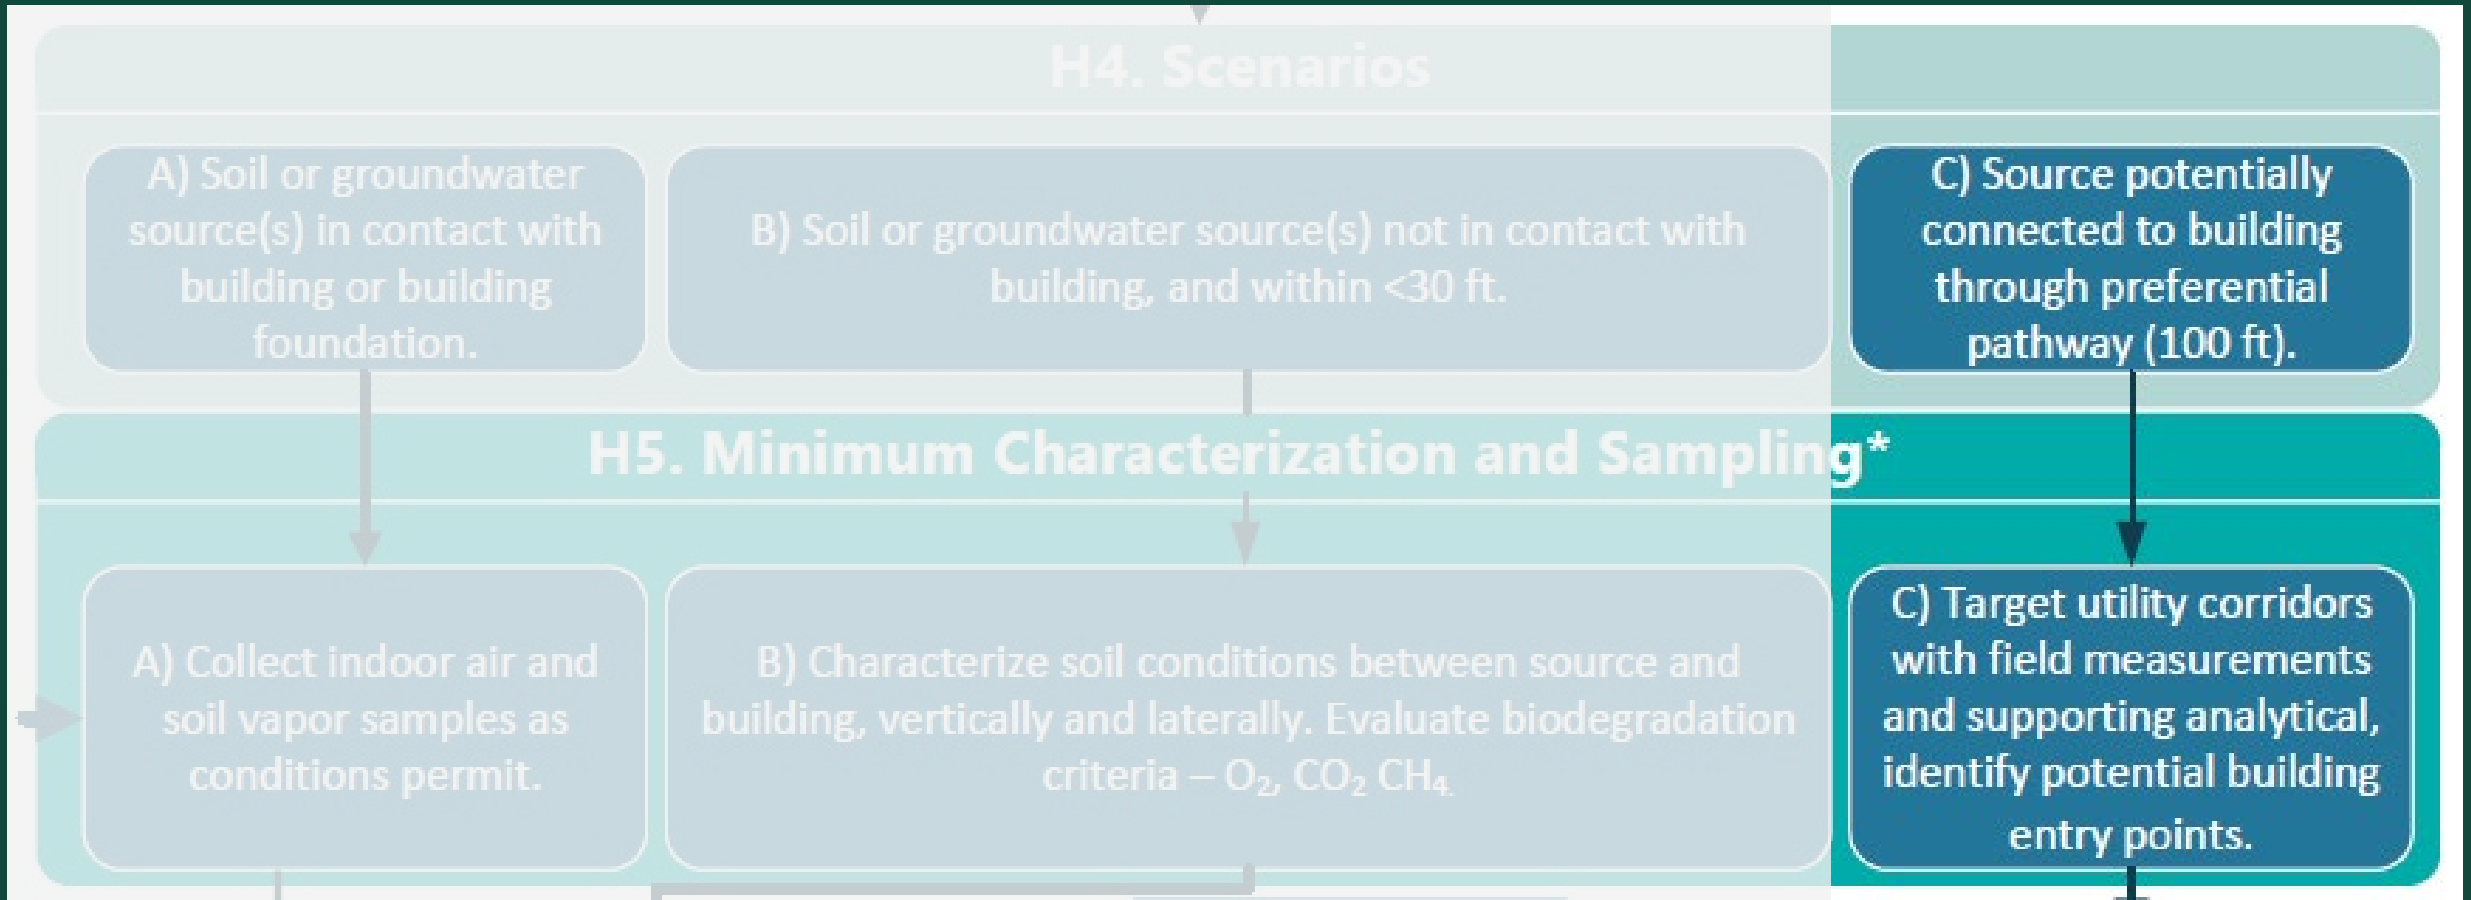 H4. Scenarios
A) Soil or groundwater
source(s) in contact with
building or building
foundation.
B) Soil or groundwater source(s) not in contact with
building, and within <30 ft.
C) Source potentially
connected to building
through preferential
pathway (100 ft).
H5. Minimum Characterization and Sampling*
A) Collect indoor air and
soil vapor samples as
conditions permit.
B) Characterize soil conditions between source and
building, vertically and laterally. Evaluate biodegradation
criteria – O₂, CO₂ CH₄.
C) Target utility corridors
with field measurements
and supporting analytical,
identify potential building
entry points.